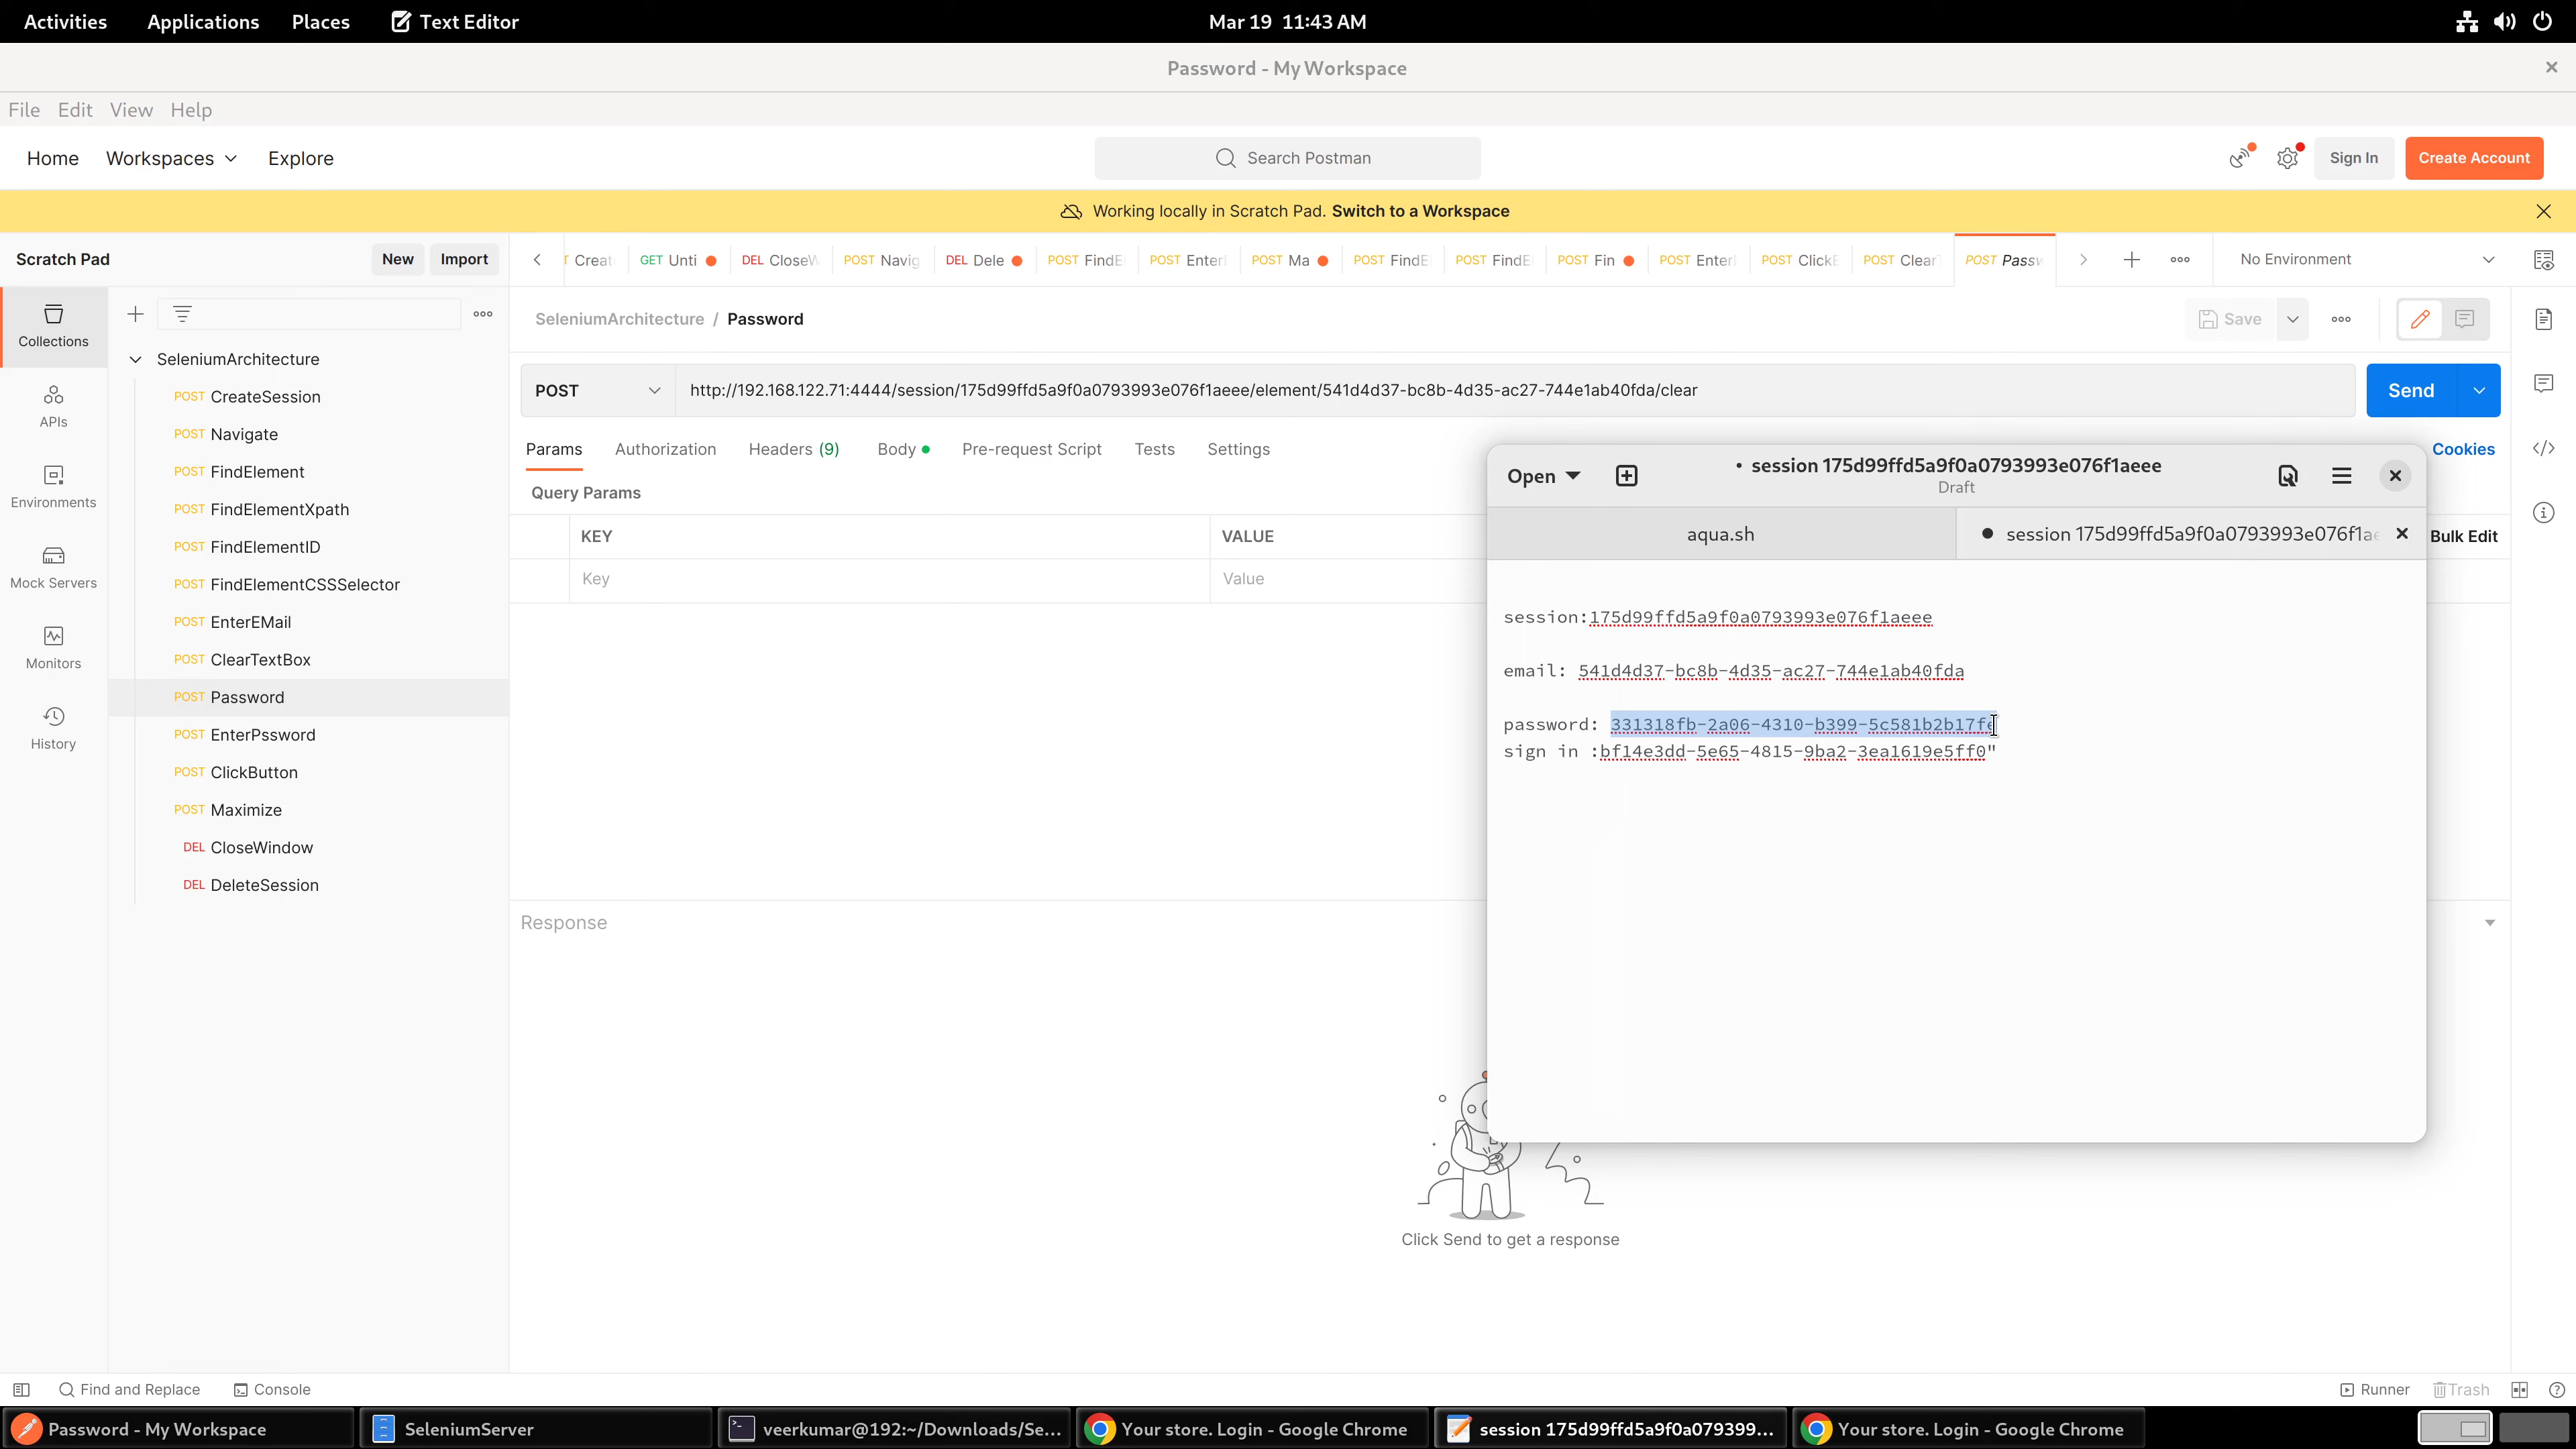 Activities Applications Places Text Editor Mar 19 11:43 AM
Password - My Workspace
File Edit View Help
Home Workspaces Explore Search Postman Sign In Create Account
Working locally in Scratch Pad. Switch to a Workspace
Scratch Pad New Import
GET Unti DEL CloseW POST Navig DEL Dele POST FindE POST Enter POST Ma POST FindE POST FindE POST Fin POST Enter POST ClickE POST Clear POST Passw No Environment
Collections
APIs
Environments
Mock Servers
Monitors
History
SeleniumArchitecture
POST CreateSession
POST Navigate
POST FindElement
POST FindElementXpath
POST FindElementID
POST FindElementCSSSelector
POST EnterEMail
POST ClearTextBox
POST Password
POST EnterPssword
POST ClickButton
POST Maximize
DEL CloseWindow
DEL DeleteSession
SeleniumArchitecture / Password Save
POST http://192.168.122.71:4444/session/175d99ffd5a9f0a0793993e076f1aeee/element/541d4d37-bc8b-4d35-ac27-744e1ab40fda/clear Send
Params Authorization Headers (9) Body Pre-request Script Tests Settings Cookies
Query Params
KEY VALUE Bulk Edit
Key Value
Response
Click Send to get a response
Open • session 175d99ffd5a9f0a0793993e076f1aeee
Draft
aqua.sh session 175d99ffd5a9f0a0793993e076f1ae
session:175d99ffd5a9f0a0793993e076f1aeee
email: 541d4d37-bc8b-4d35-ac27-744e1ab40fda
password: 331318fb-2a06-4310-b399-5c581b2b17fe
sign in :bf14e3dd-5e65-4815-9ba2-3ea1619e5ff0"
Find and Replace Console Runner Trash
Password - My Workspace SeleniumServer veerkumar@192:~/Downloads/Se... Your store. Login - Google Chrome session 175d99ffd5a9f0a079399... Your store. Login - Google Chrome